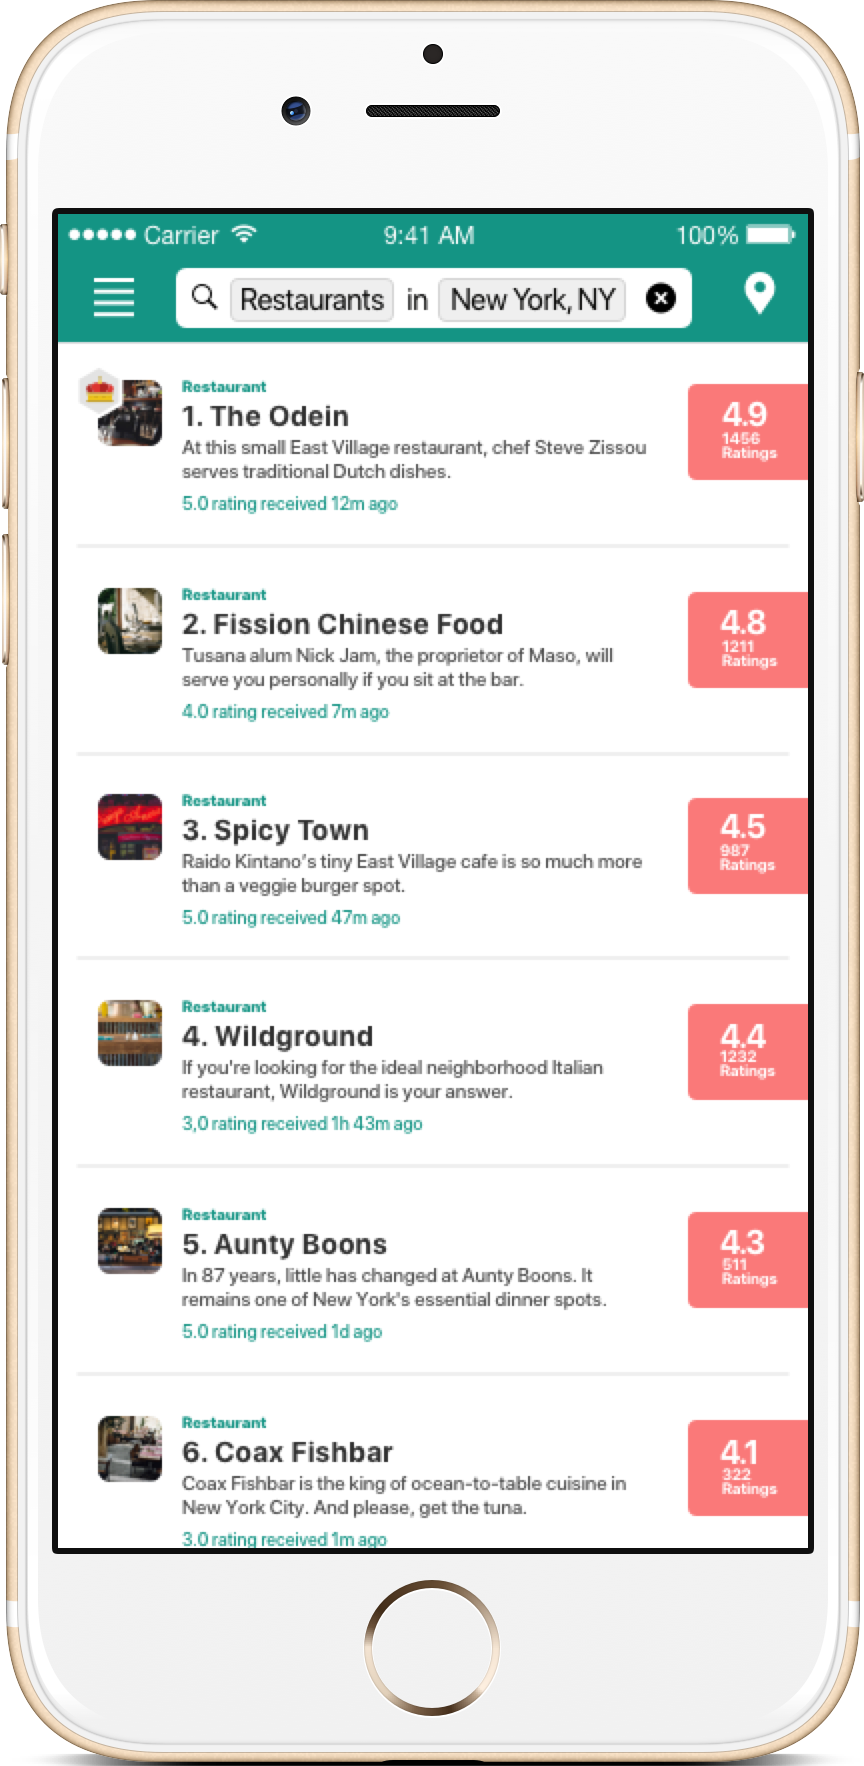 Carrier 9:41 AM 100%
Restaurants in New York, NY
Restaurant
1. The Odein
At this small East Village restaurant, chef Steve Zissou
serves traditional Dutch dishes.
5.0 rating received 12m ago
4.9
1456
Ratings
Restaurant
2. Fission Chinese Food
Tusana alum Nick Jam, the proprietor of Maso, will
serve you personally if you sit at the bar.
4.0 rating received 7m ago
4.8
1211
Ratings
Restaurant
3. Spicy Town
Raido Kintano's tiny East Village cafe is so much more
than a veggie burger spot.
5.0 rating received 47m ago
4.5
987
Ratings
Restaurant
4. Wildground
If you're looking for the ideal neighborhood Italian
restaurant, Wildground is your answer.
3,0 rating received 1h 43m ago
4.4
1232
Ratings
Restaurant
5. Aunty Boons
In 87 years, little has changed at Aunty Boons. It
remains one of New York's essential dinner spots.
5.0 rating received 1d ago
4.3
511
Ratings
Restaurant
6. Coax Fishbar
Coax Fishbar is the king of ocean-to-table cuisine in
New York City. And please, get the tuna.
3.0 rating received 1m ago
4.1
322
Ratings